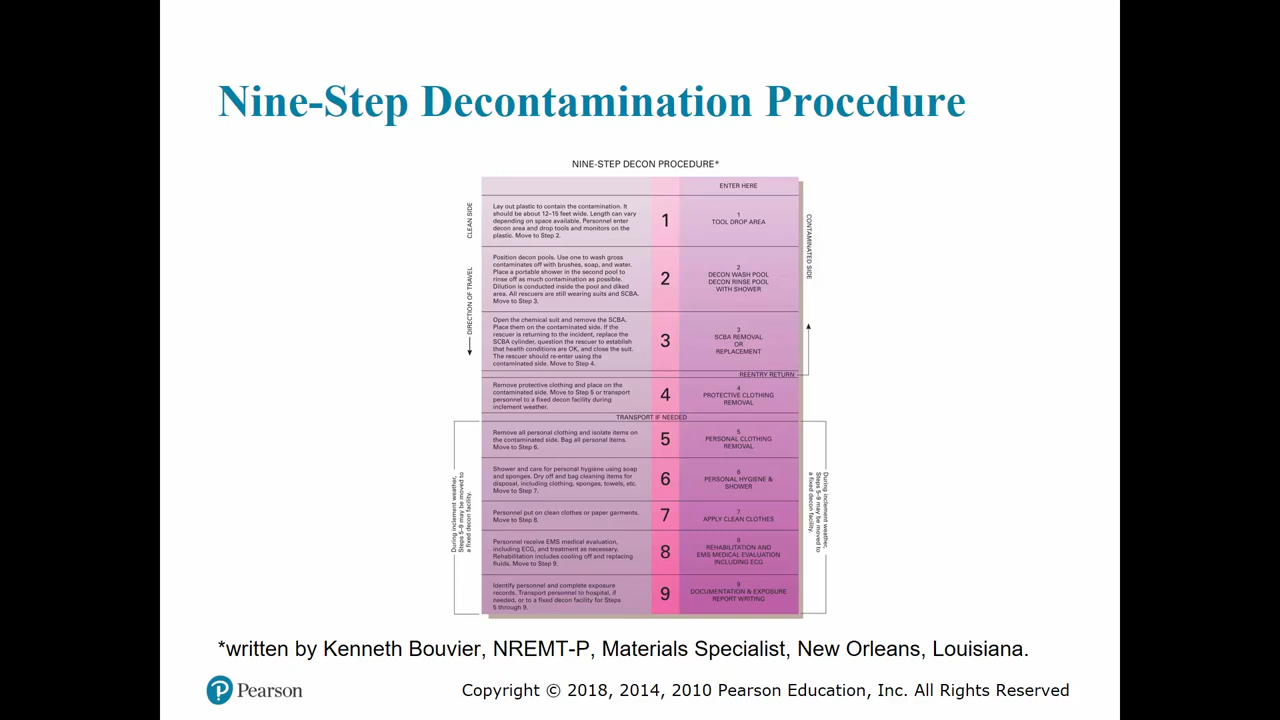 Nine-Step Decontamination Procedure
NINE-STEP DECON PROCEDURE*
ENTER HERE
CLEAN SIDE
DIRECTION OF TRAVEL
CONTAMINATED SIDE
Lay out plastic to contain the contamination. It
should be about 12–15 feet wide. Length can vary
depending on space available. Personnel enter
decon area and drop tools and monitors on the
plastic. Move to Step 2.
1
1
TOOL DROP AREA
Position decon pools. Use one to wash gross
contaminates off with brushes, soap, and water.
Place a portable shower in the second pool to
rinse off as much contamination as possible.
Dilution is conducted inside the pool and diked
area. All rescuers are still wearing suits and SCBA.
Move to Step 3.
2
2
DECON WASH POOL
DECON RINSE POOL
WITH SHOWER
Open the chemical suit and remove the SCBA.
Place them on the contaminated side. If the
rescuer is returning to the incident, replace the
SCBA cylinder, question the rescuer to establish
that health conditions are OK, and close the suit.
The rescuer should re-enter using the
contaminated side. Move to Step 4.
3
3
SCBA REMOVAL
OR
REPLACEMENT
REENTRY RETURN
Remove protective clothing and place on the
contaminated side. Move to Step 5 or transport
personnel to a fixed decon facility during
inclement weather.
4
4
PROTECTIVE CLOTHING
REMOVAL
TRANSPORT IF NEEDED
Remove all personal clothing and isolate items on
the contaminated side. Bag all personal items.
Move to Step 6.
5
5
PERSONAL CLOTHING
REMOVAL
Shower and care for personal hygiene using soap
and sponges. Dry off and bag cleaning items for
disposal, including clothing, sponges, towels, etc.
Move to Step 7.
6
6
PERSONAL HYGIENE &
SHOWER
Personnel put on clean clothes or paper garments.
Move to Step 8.
7
7
APPLY CLEAN CLOTHES
Personnel receive EMS medical evaluation,
including ECG, and treatment as necessary.
Rehabilitation includes cooling off and replacing
fluids. Move to Step 9.
8
8
REHABILITATION AND
EMS MEDICAL EVALUATION
INCLUDING ECG
Identify personnel and complete exposure
records. Transport personnel to hospital, if
needed, or to a fixed decon facility for Steps
5 through 9.
9
9
DOCUMENTATION & EXPOSURE
REPORT WRITING
During inclement weather,
Steps 5–9 may be moved to
a fixed decon facility.
During inclement weather,
Steps 5–9 may be moved to
a fixed decon facility.
*written by Kenneth Bouvier, NREMT-P, Materials Specialist, New Orleans, Louisiana.
P Pearson
Copyright © 2018, 2014, 2010 Pearson Education, Inc. All Rights Reserved